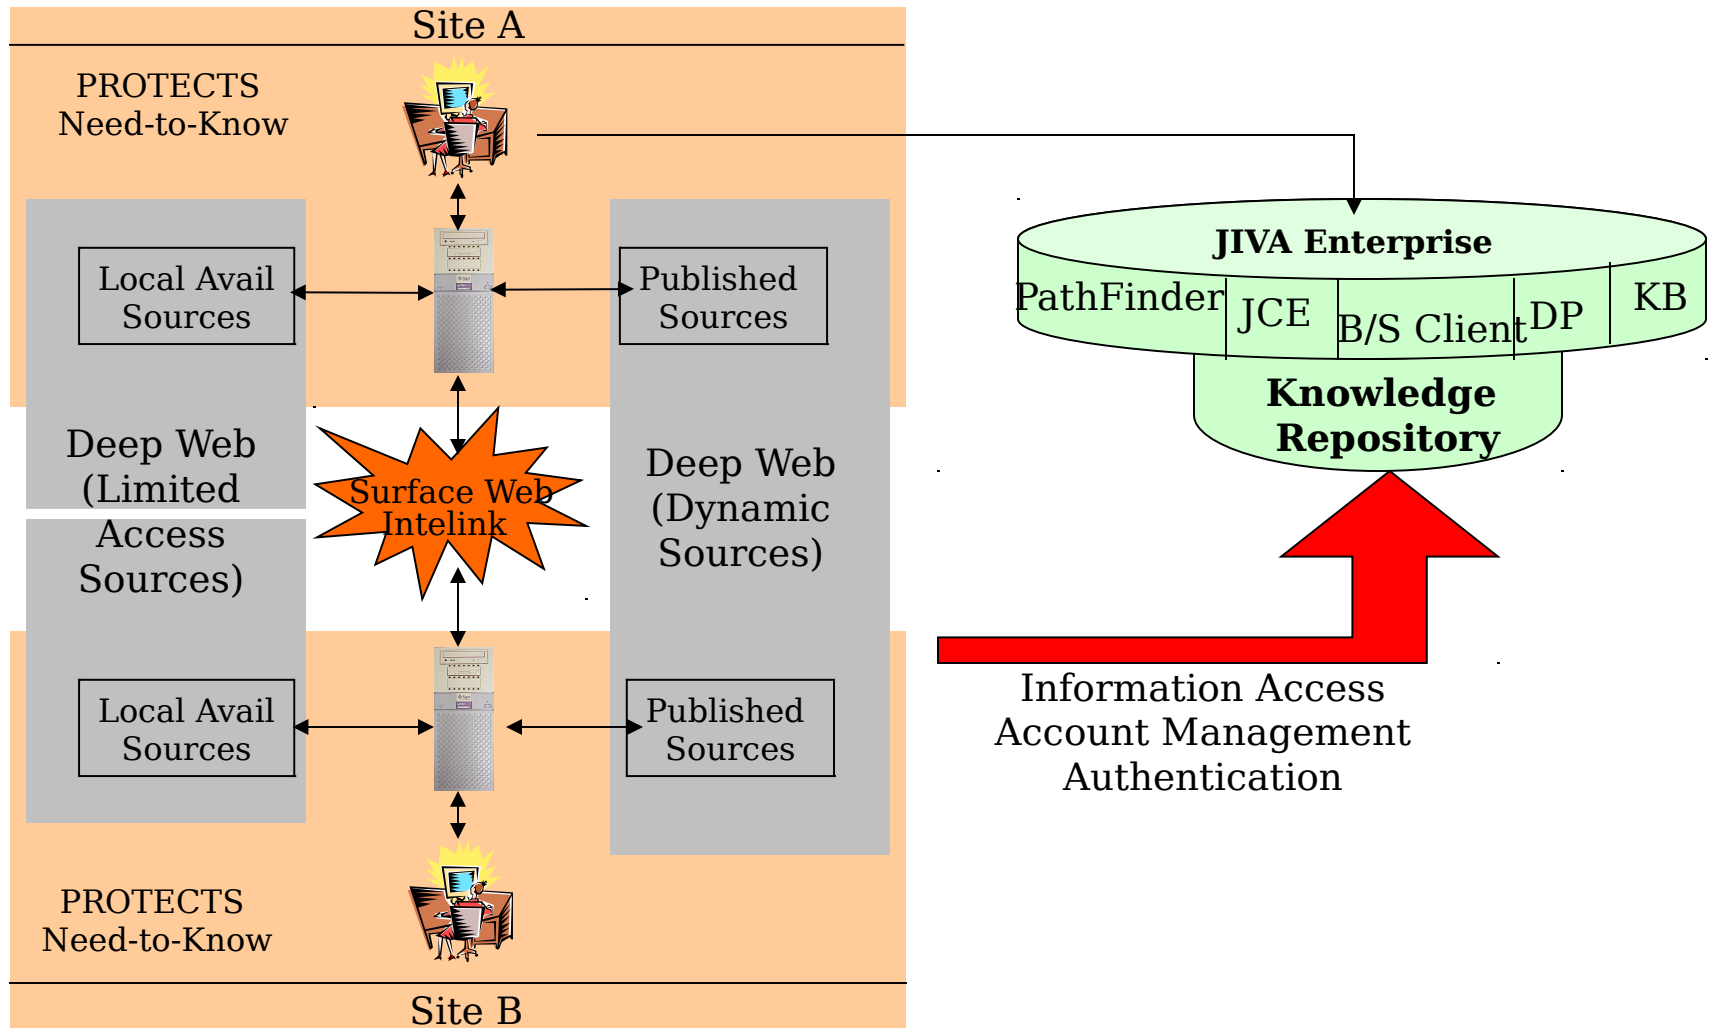 Site A
PROTECTS
Need-to-Know
Local Avail
Sources
Published
Sources
Deep Web
(Limited
Access
Sources)
Surface Web
Intelink
Deep Web
(Dynamic
Sources)
Local Avail
Sources
Published
Sources
PROTECTS
Need-to-Know
Site B
JIVA Enterprise
PathFinder
JCE
B/S Client
DP
KB
Knowledge
Repository
Information Access
Account Management
Authentication